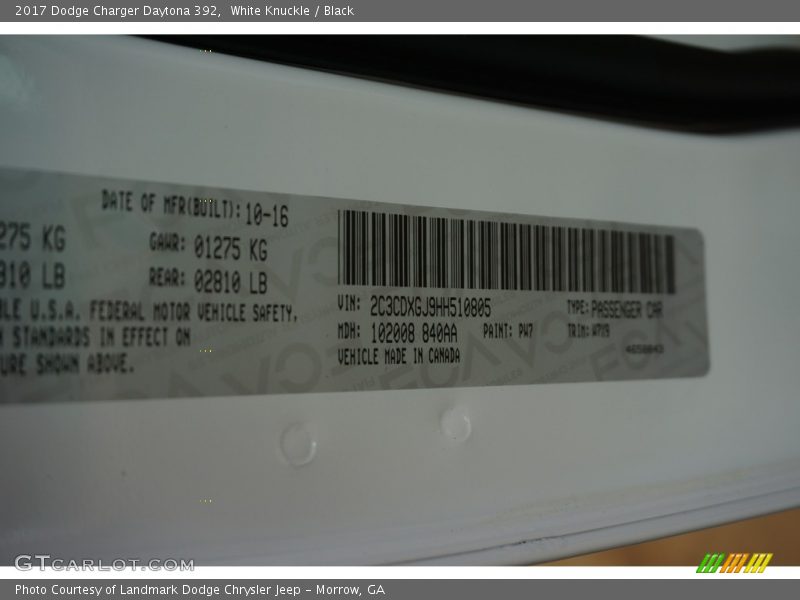 2017 Dodge Charger Daytona 392, White Knuckle / Black
DATE OF MFR(BUILT): 10-16
275 KG
GAWR: 01275 KG
310 LB
REAR: 02810 LB
LE U.S.A. FEDERAL MOTOR VEHICLE SAFETY,
STANDARDS IN EFFECT ON
URE SHOWN ABOVE.
VIN: 2C3CDXGJ9HH510805
TYPE: PASSENGER CAR
MDH: 102008 840AA
PAINT: PW7
TRIM:
VEHICLE MADE IN CANADA
GTCARLOT.COM
Photo Courtesy of Landmark Dodge Chrysler Jeep – Morrow, GA